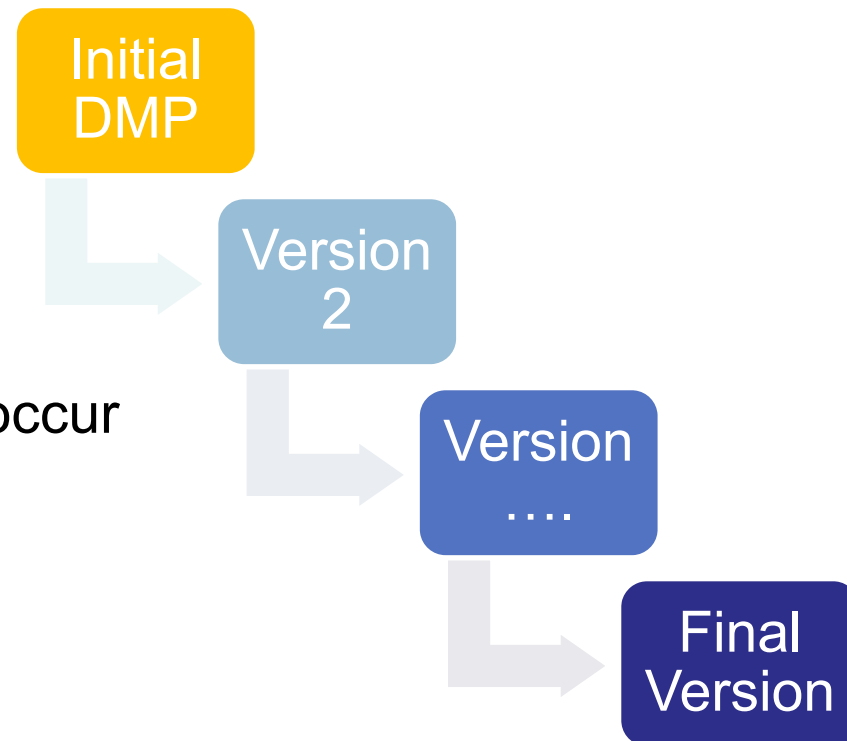 Initial
DMP
Version
2
occur
Version
....
Final
Version